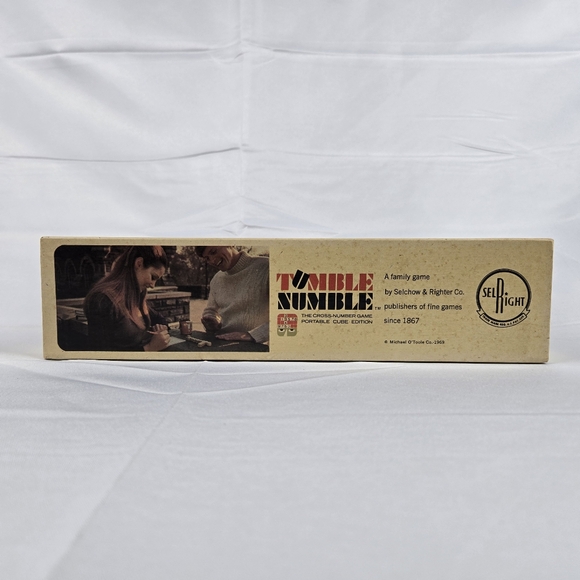 TUMBLE
NUMBLE™
THE CROSS-NUMBER GAME
PORTABLE CUBE EDITION
A family game
by Selchow & Righter Co.
publishers of fine games
since 1867
© Michael O'Toole Co.-1969
SEL RIGHT